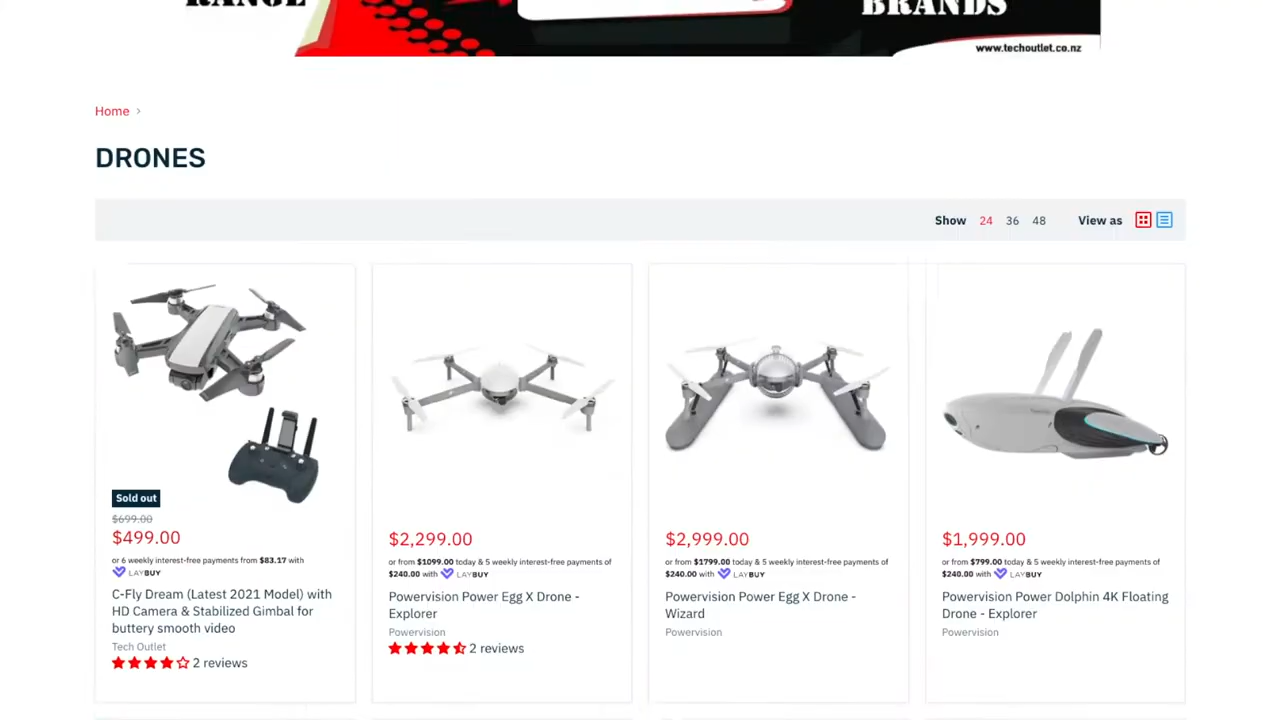 RANGE
BRANDS
www.techoutlet.co.nz
Home ›
DRONES
Show 24 36 48 View as
Sold out
$699.00
$499.00
or 6 weekly interest-free payments from $83.17 with
LAYBUY
C-Fly Dream (Latest 2021 Model) with
HD Camera & Stabilized Gimbal for
buttery smooth video
Tech Outlet
2 reviews
$2,299.00
or from $1099.00 today & 5 weekly interest-free payments of
$240.00 with LAYBUY
Powervision Power Egg X Drone -
Explorer
Powervision
2 reviews
$2,999.00
or from $1799.00 today & 5 weekly interest-free payments of
$240.00 with LAYBUY
Powervision Power Egg X Drone -
Wizard
Powervision
$1,999.00
or from $799.00 today & 5 weekly interest-free payments of
$240.00 with LAYBUY
Powervision Power Dolphin 4K Floating
Drone - Explorer
Powervision